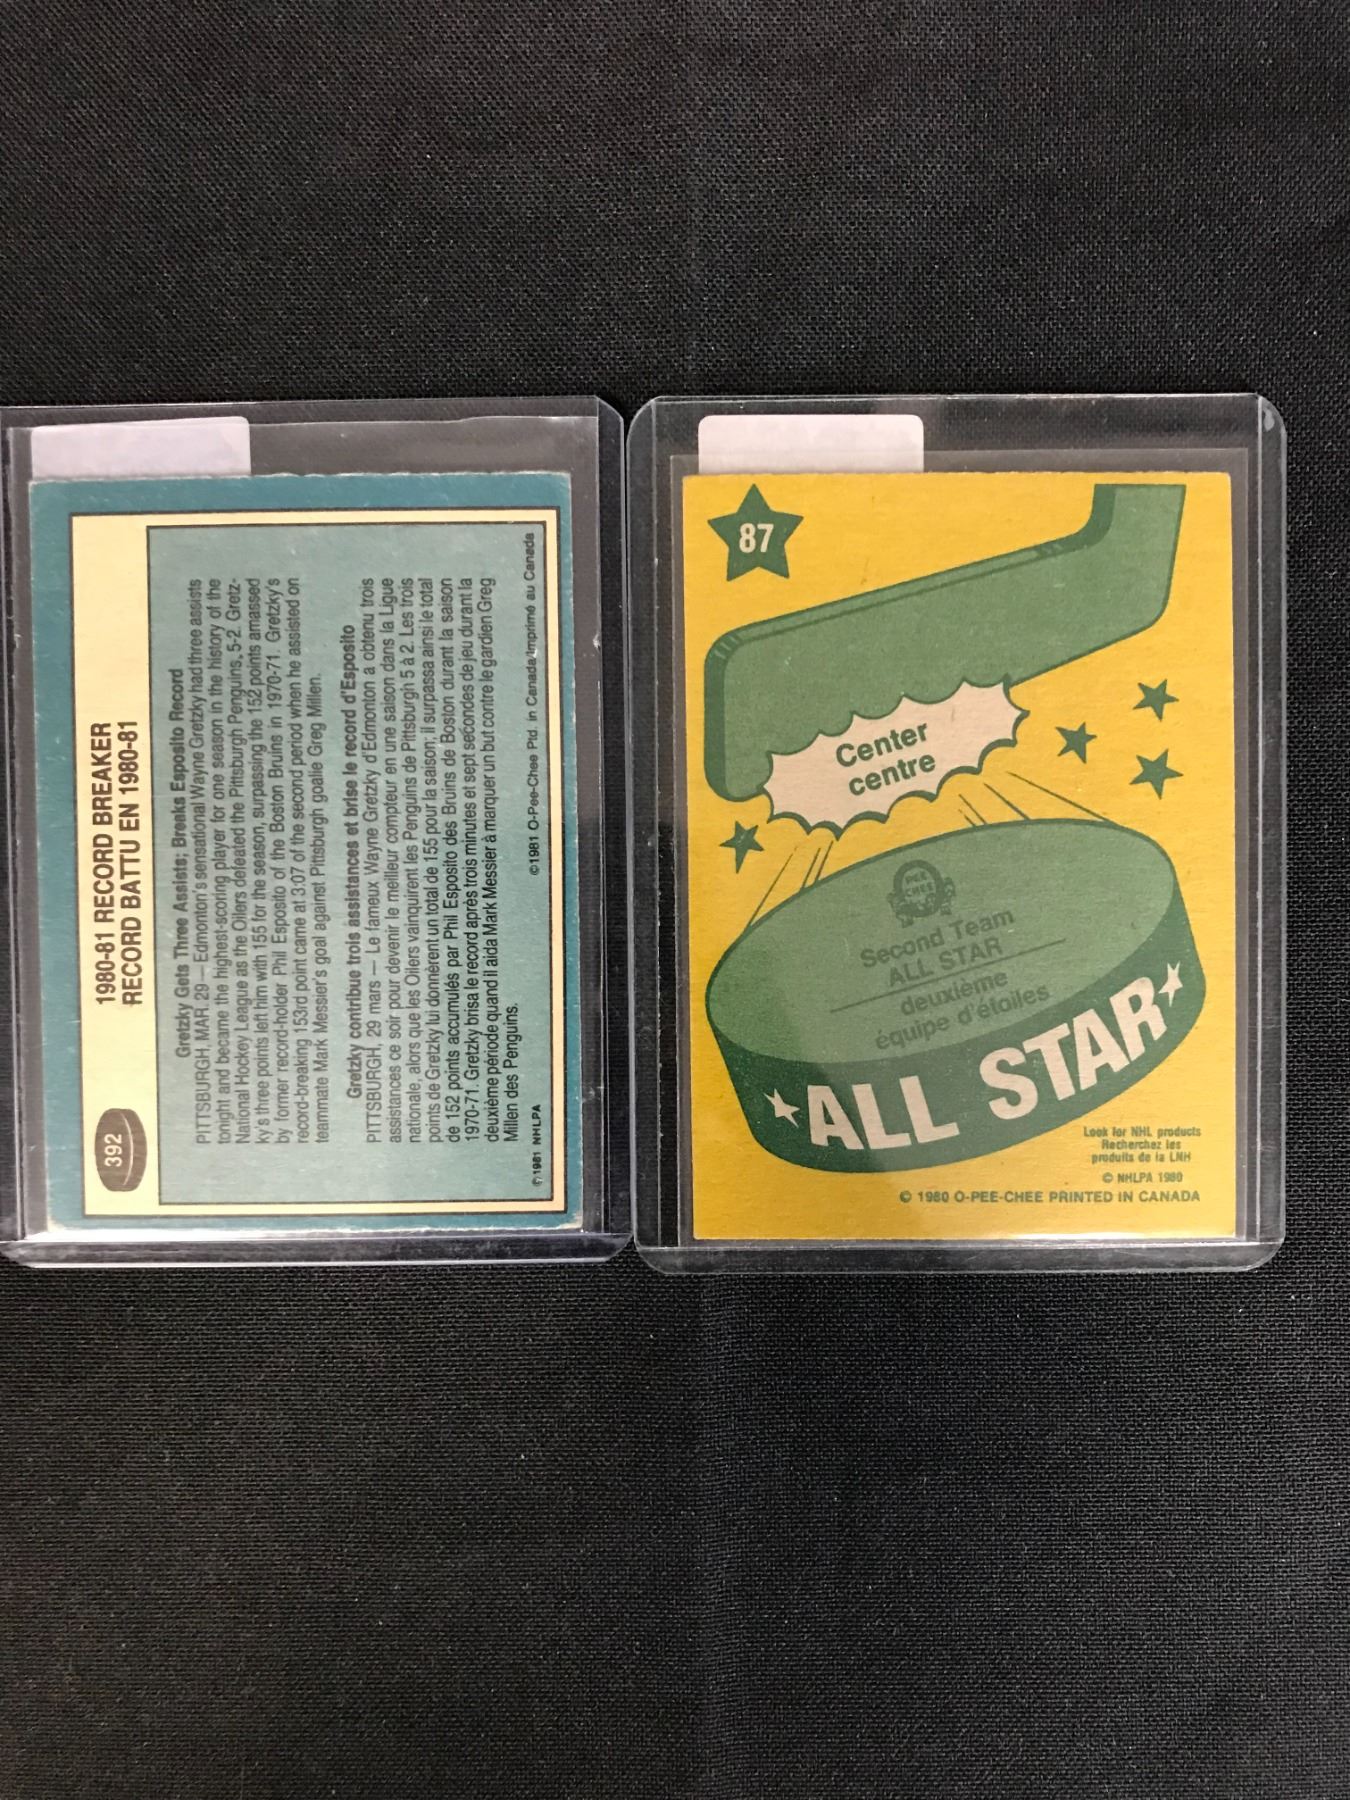 392
1980-81 RECORD BREAKER
RECORD BATTU EN 1980-81
Gretzky Gets Three Assists; Breaks Esposito Record
PITTSBURGH, MAR. 29 — Edmonton's sensational Wayne Gretzky had three assists
tonight and became the highest-scoring player for one season in the history of the
National Hockey League as the Oilers defeated the Pittsburgh Penguins, 5-2. Gretz-
ky's three points left him with 155 for the season, surpassing the 152 points amassed
by former record-holder Phil Esposito of the Boston Bruins in 1970-71. Gretzky's
record-breaking 153rd point came at 3:07 of the second period when he assisted on
teammate Mark Messier's goal against Pittsburgh goalie Greg Millen.
Gretzky contribue trois assistances et brise le record d'Esposito
PITTSBURGH, 29 mars — Le fameux Wayne Gretzky d'Edmonton a obtenu trois
assistances ce soir pour devenir le meilleur compteur en une saison dans la Ligue
nationale, alors que les Oilers vainquirent les Penguins de Pittsburgh 5 à 2. Les trois
points de Gretzky lui donnèrent un total de 155 pour la saison; il surpassa ainsi le total
de 152 points accumulés par Phil Esposito des Bruins de Boston durant la saison
1970-71. Gretzky brisa le record après trois minutes et sept secondes de jeu durant la
deuxième période quand il aida Mark Messier à marquer un but contre le gardien Greg
Millen des Penguins.
©1981 NHLPA ©1981 O-Pee-Chee Ptd. in Canada/Imprimé au Canada
87
Center
centre
OPEE
CHEE
Second Team
ALL STAR
deuxième
équipe d'étoiles
ALL STAR
Look for NHL products
Recherchez les
produits de la LNH
© NHLPA 1980
© 1980 O-PEE-CHEE PRINTED IN CANADA